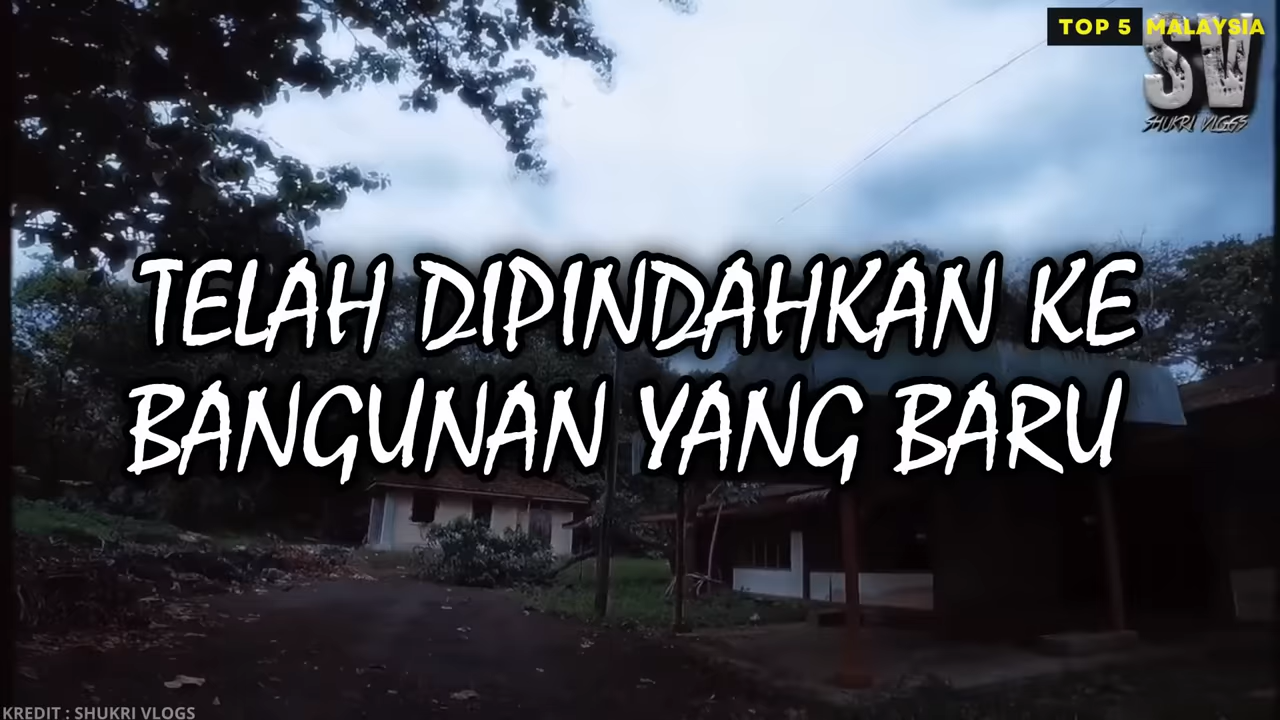 TOP 5 MALAYSIA
SV
SHUKRI VLOGS
TELAH DIPINDAHKAN KE
BANGUNAN YANG BARU
KREDIT : SHUKRI VLOGS